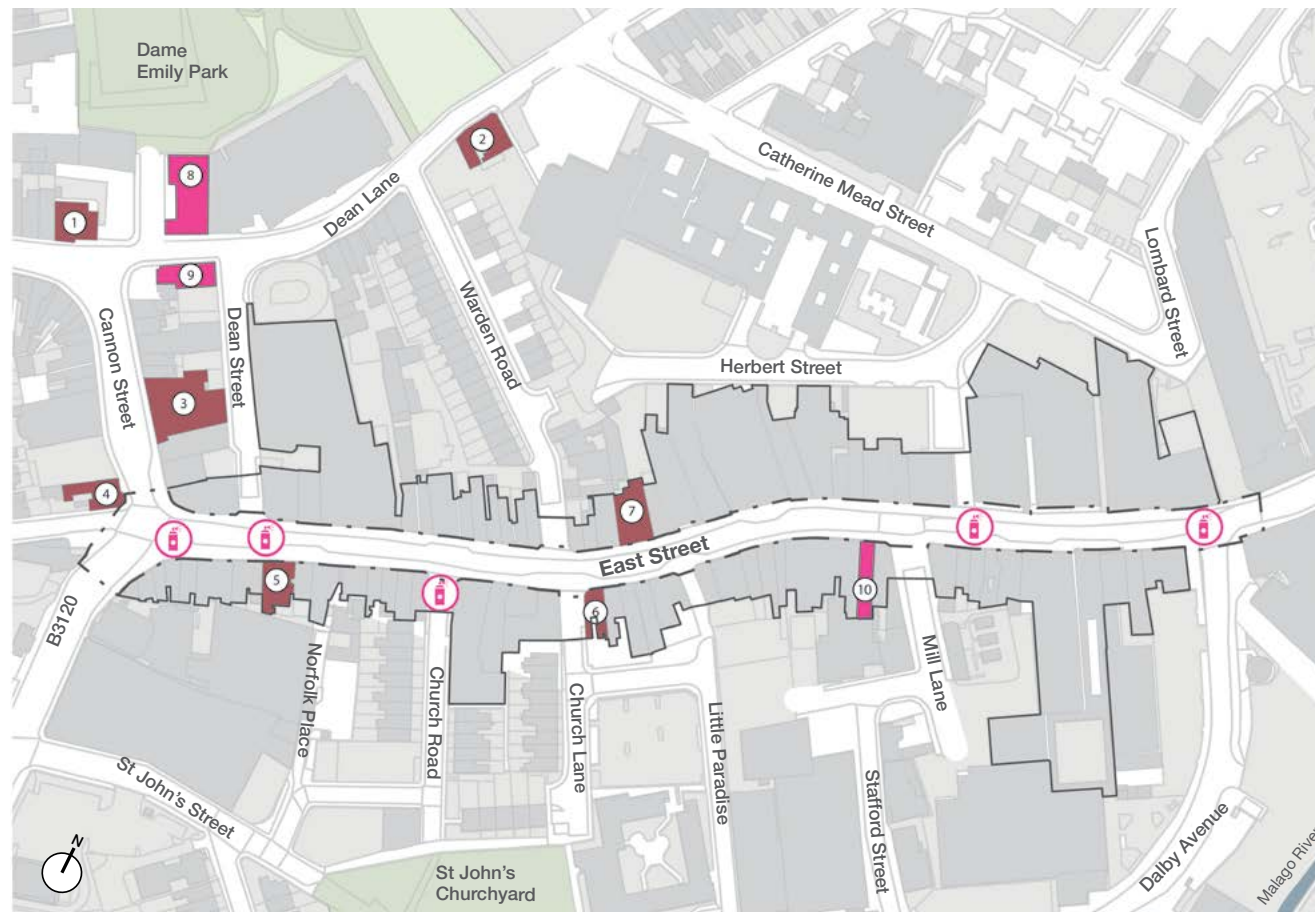 Dame
Emily Park
2
8
1
Dean Lane
Catherine Mead Street
9
Lombard Street
Cannon Street
Dean Street
Warden Road
Herbert Street
3
4
7
East Street
5
6
10
B3120
Norfolk Place
Church Road
Church Lane
Little Paradise
Mill Lane
Stafford Street
St John's Street
Dalby Avenue
Malago River
N
St John's
Churchyard